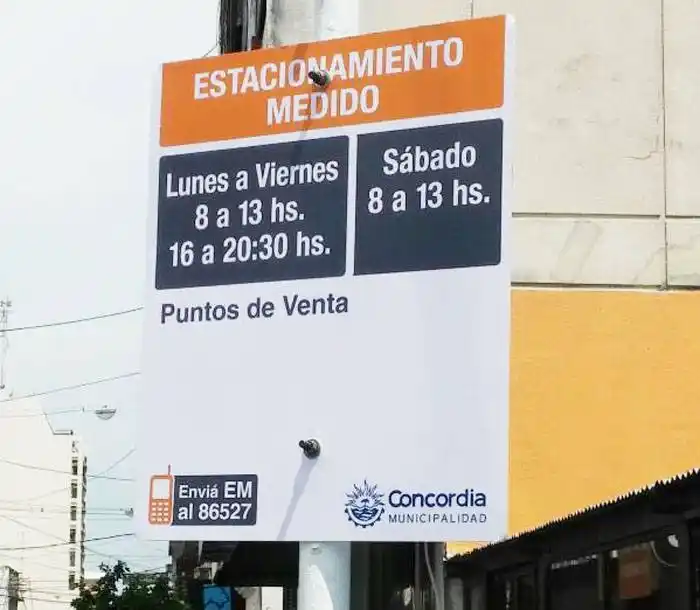 ESTACIONAMIENTO
MEDIDO
Lunes a Viernes
8 a 13 hs.
16 a 20:30 hs.
Sábado
8 a 13 hs.
Puntos de Venta
Enviá EM
al 86527
Concordia
MUNICIPALIDAD